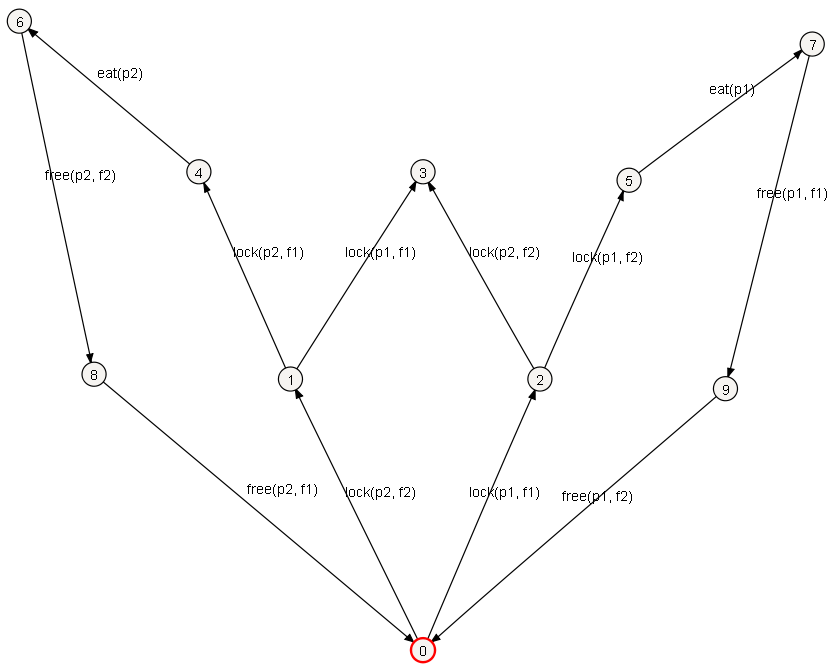 6
7
eat(p2)
eat(p1)
4
3
5
free(p2, f2)
free(p1, f1)
lock(p2, f1)
lock(p1, f1)
lock(p2, f2)
lock(p1, f2)
8
1
2
9
free(p2, f1)
lock(p2, f2)
lock(p1, f1)
free(p1, f2)
0